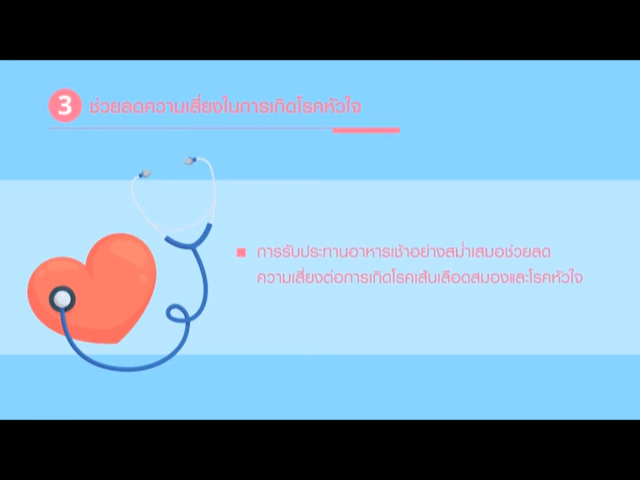 3 ช่วยลดความเสี่ยงในการเกิดโรคหัวใจ
การรับประทานอาหารเช้าอย่างสม่ำเสมอช่วยลด
ความเสี่ยงต่อการเกิดโรคเส้นเลือดสมองและโรคหัวใจ